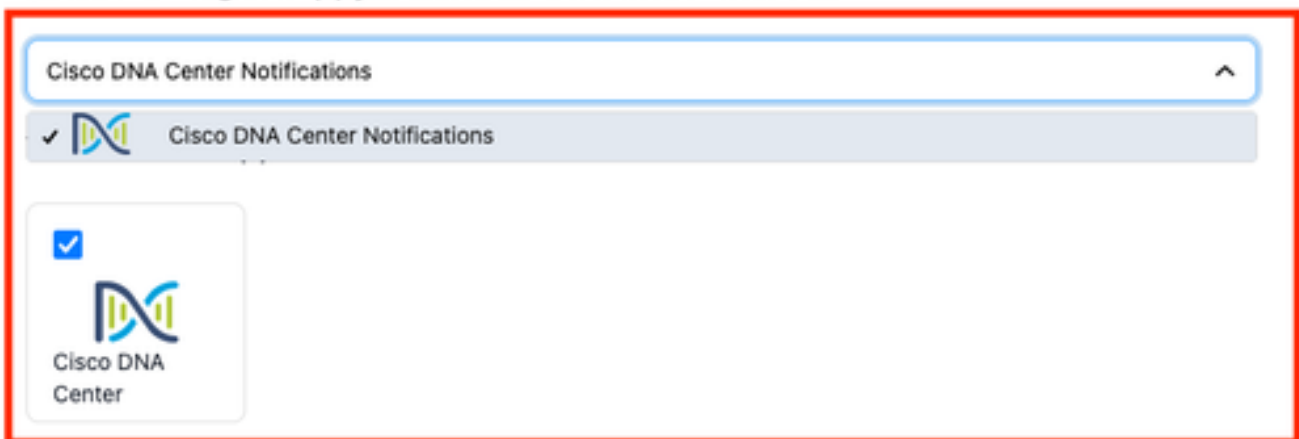 Cisco DNA Center Notifications
Cisco DNA Center Notifications
Cisco DNA
Center